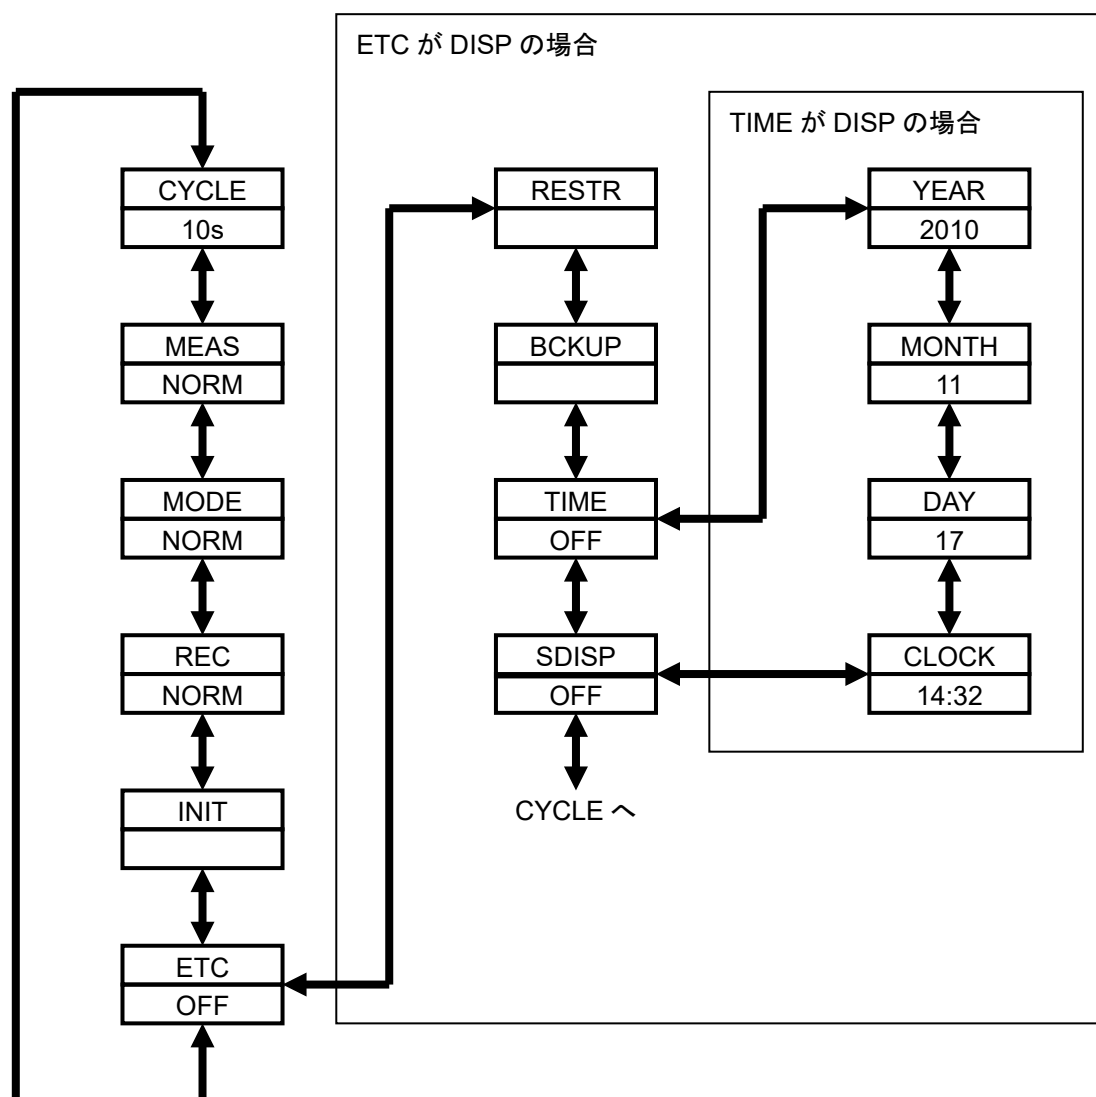 ETC が DISP の場合
TIME が DISP の場合
CYCLE
10s
MEAS
NORM
MODE
NORM
REC
NORM
INIT
ETC
OFF
RESTR
BCKUP
TIME
OFF
SDISP
OFF
CYCLE へ
YEAR
2010
MONTH
11
DAY
17
CLOCK
14:32